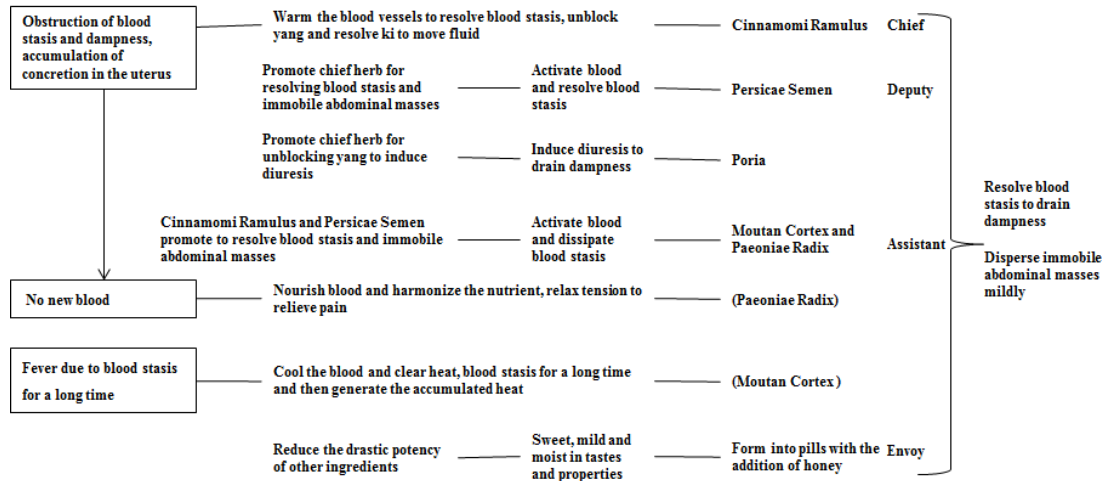 Obstruction of blood
stasis and dampness,
accumulation of
concretion in the uterus
Warm the blood vessels to resolve blood stasis, unblock
yang and resolve ki to move fluid
Cinnamomi Ramulus
Chief
Promote chief herb for
resolving blood stasis and
immobile abdominal masses
Activate blood
and resolve blood
stasis
Persicae Semen
Deputy
Promote chief herb for
unblocking yang to induce
diuresis
Induce diuresis to
drain dampness
Poria
Cinnamomi Ramulus and Persicae Semen
promote to resolve blood stasis and immobile
abdominal masses
Activate blood
and dissipate
blood stasis
Moutan Cortex and
Paeoniae Radix
Assistant
Resolve blood
stasis to drain
dampness
Disperse immobile
abdominal masses
mildly
No new blood
Nourish blood and harmonize the nutrient, relax tension to
relieve pain
(Paeoniae Radix)
Fever due to blood stasis
for a long time
Cool the blood and clear heat, blood stasis for a long time
and then generate the accumulated heat
(Moutan Cortex )
Reduce the drastic potency
of other ingredients
Sweet, mild and
moist in tastes
and properties
Form into pills with the
addition of honey
Envoy